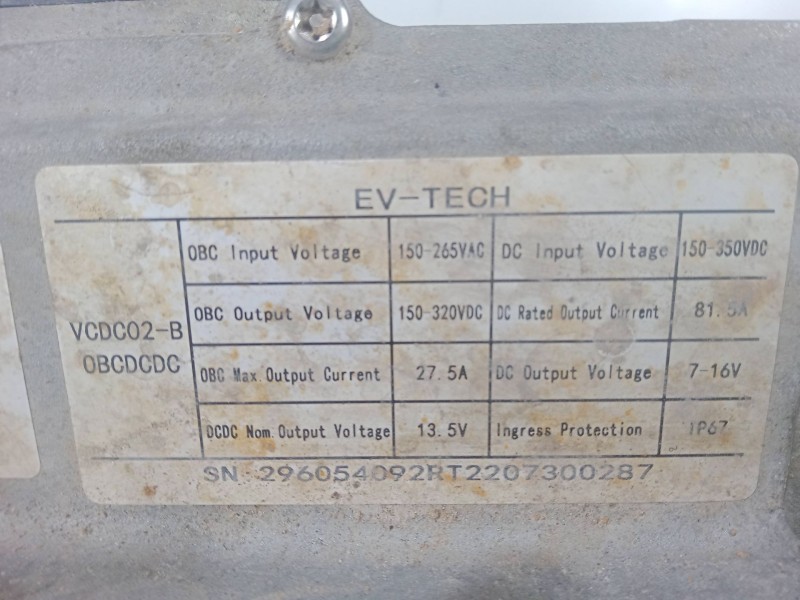 EV-TECH
VCDC02-B
OBCDCDC
OBC Input Voltage 150-265VAC DC Input Voltage 150-350VDC
OBC Output Voltage 150-320VDC DC Rated Output Current 81.5A
OBC Max.Output Current 27.5A DC Output Voltage 7-16V
DCDC Nom.Output Voltage 13.5V Ingress Protection IP67
SN 296054092RT2207300287